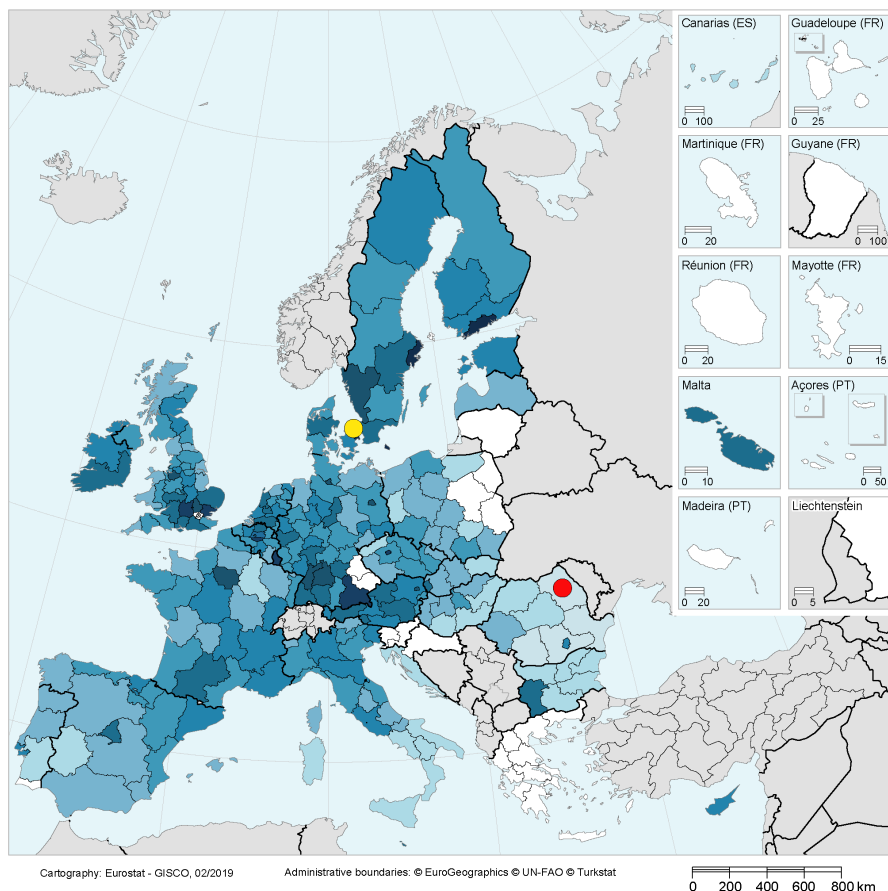 Canarias (ES)
0 100
Guadeloupe (FR)
0 25
Martinique (FR)
0 20
Guyane (FR)
0 100
Réunion (FR)
0 20
Mayotte (FR)
0 15
Malta
0 10
Açores (PT)
0 50
Madeira (PT)
0 20
Liechtenstein
0 5
Cartography: Eurostat - GISCO, 02/2019
Administrative boundaries: © EuroGeographics © UN-FAO © Turkstat
0 200 400 600 800 km